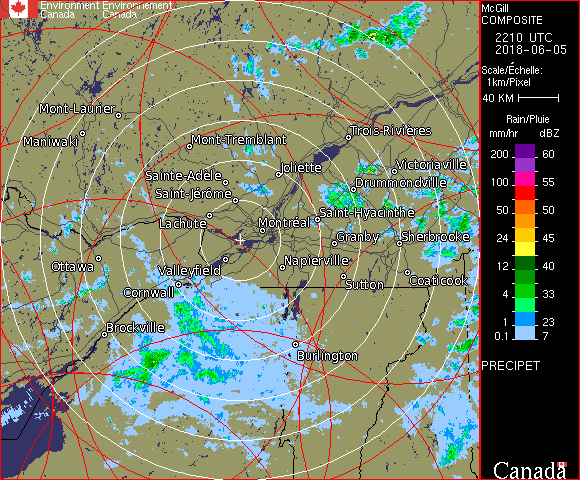 Environment Environnement
Canada Canada
McGill
COMPOSITE
2210 UTC
2018-06-05
Scale/Échelle:
1km/Pixel
40 KM
Rain/Pluie
mm/hr dBZ
200 60
100 55
50 50
24 45
12 40
8 33
4 30
1 23
0.1 7
PRECIPET
Canada
Mont-Laurier
Maniwaki
Mont-Tremblant
Trois-Rivières
Joliette
Victoriaville
Sainte-Adèle
Drummondville
Saint-Jérôme
Lachute
Saint-Hyacinthe
Montréal
Granby
Sherbrooke
Ottawa
Valleyfield
Napierville
Cornwall
Sutton
Coaticook
Brockville
Burlington